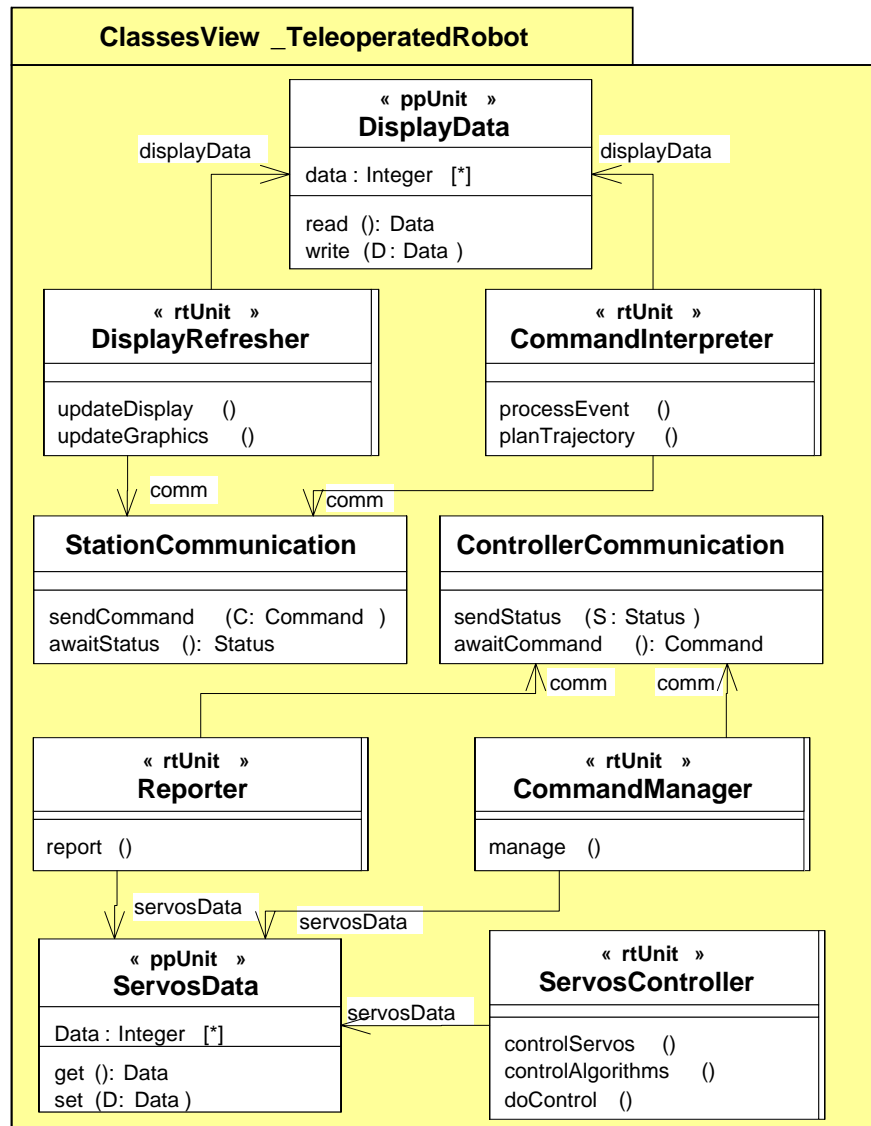 ClassesView _TeleoperatedRobot
« ppUnit »
DisplayData
data : Integer [*]
read (): Data
write (D: Data )
displayData
displayData
« rtUnit »
DisplayRefresher
updateDisplay ()
updateGraphics ()
« rtUnit »
CommandInterpreter
processEvent ()
planTrajectory ()
comm
comm
StationCommunication
sendCommand (C: Command )
awaitStatus (): Status
ControllerCommunication
sendStatus (S: Status )
awaitCommand (): Command
comm
comm
« rtUnit »
Reporter
report ()
« rtUnit »
CommandManager
manage ()
servosData
servosData
« ppUnit »
ServosData
Data : Integer [*]
get (): Data
set (D: Data )
servosData
« rtUnit »
ServosController
controlServos ()
controlAlgorithms ()
doControl ()